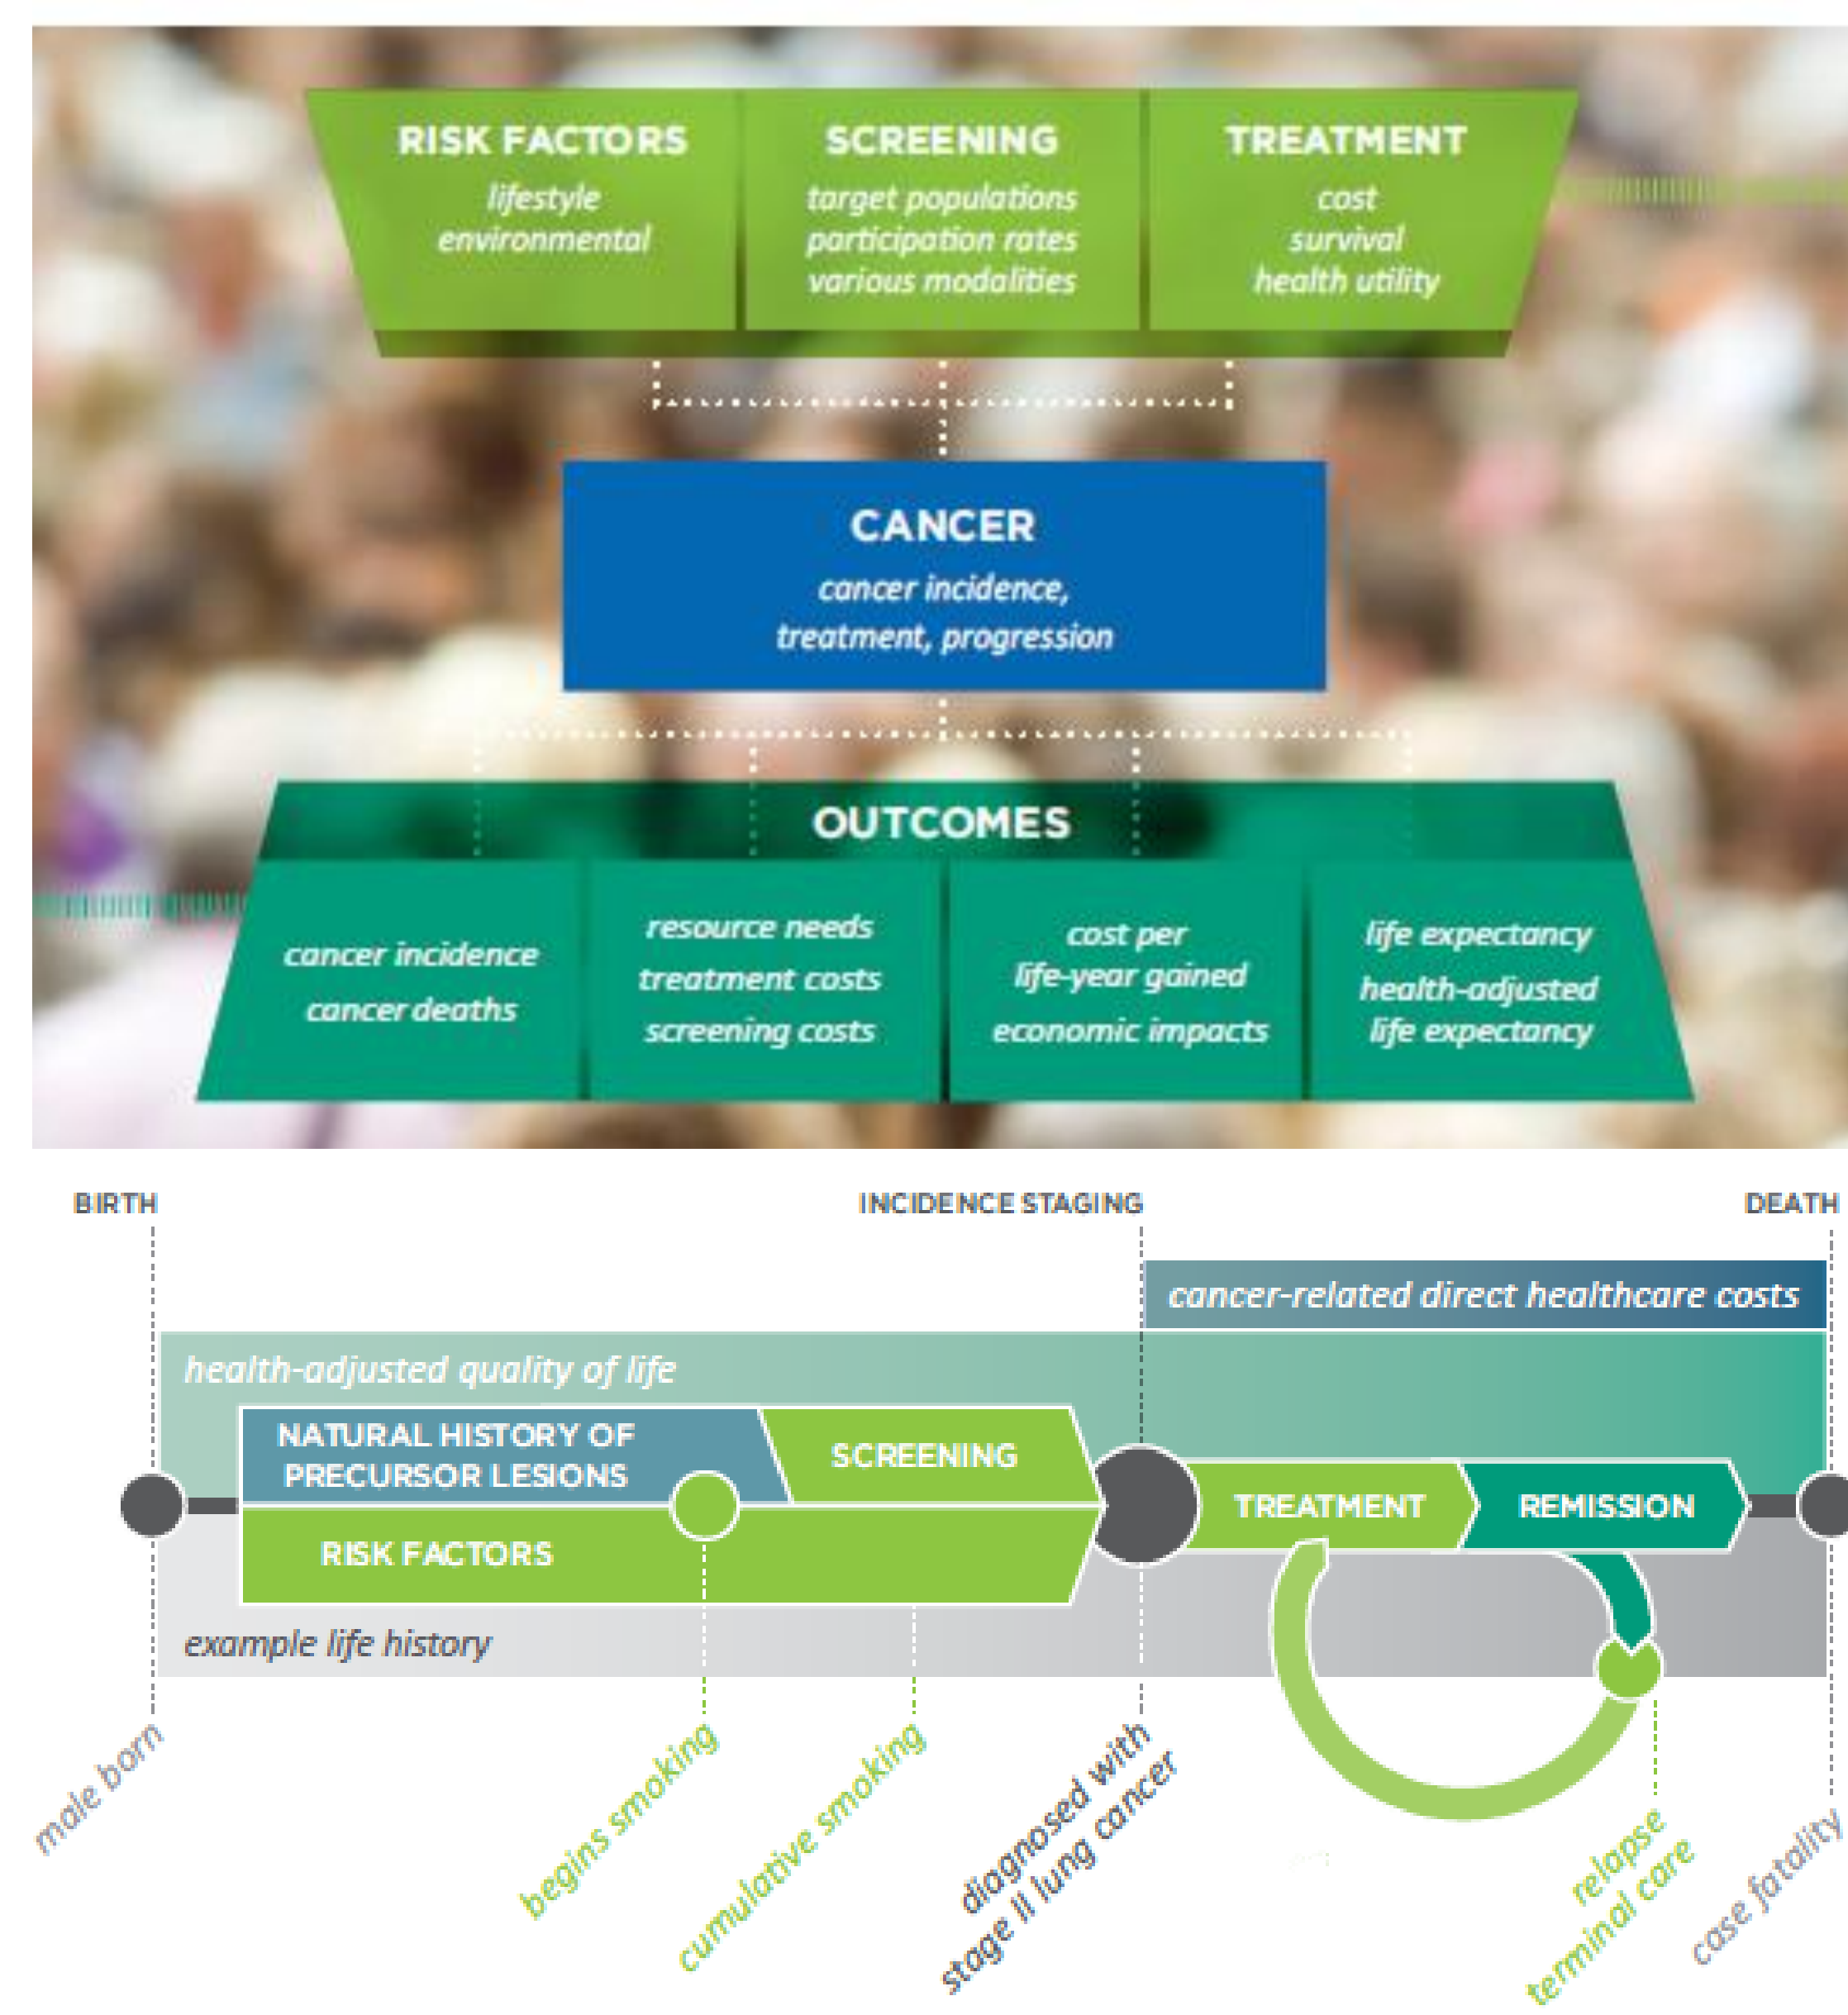 RISK FACTORS
lifestyle
environmental
SCREENING
target populations
participation rates
various modalities
TREATMENT
cost
survival
health utility
CANCER
cancer incidence,
treatment, progression
OUTCOMES
cancer incidence
cancer deaths
resource needs
treatment costs
screening costs
cost per
life-year gained
economic impacts
life expectancy
health-adjusted
life expectancy
BIRTH
INCIDENCE STAGING
DEATH
cancer-related direct healthcare costs
health-adjusted quality of life
NATURAL HISTORY OF
PRECURSOR LESIONS
SCREENING
RISK FACTORS
TREATMENT
REMISSION
example life history
male born
begins smoking
cumulative smoking
diagnosed with
stage II lung cancer
relapse
terminal care
case fatality